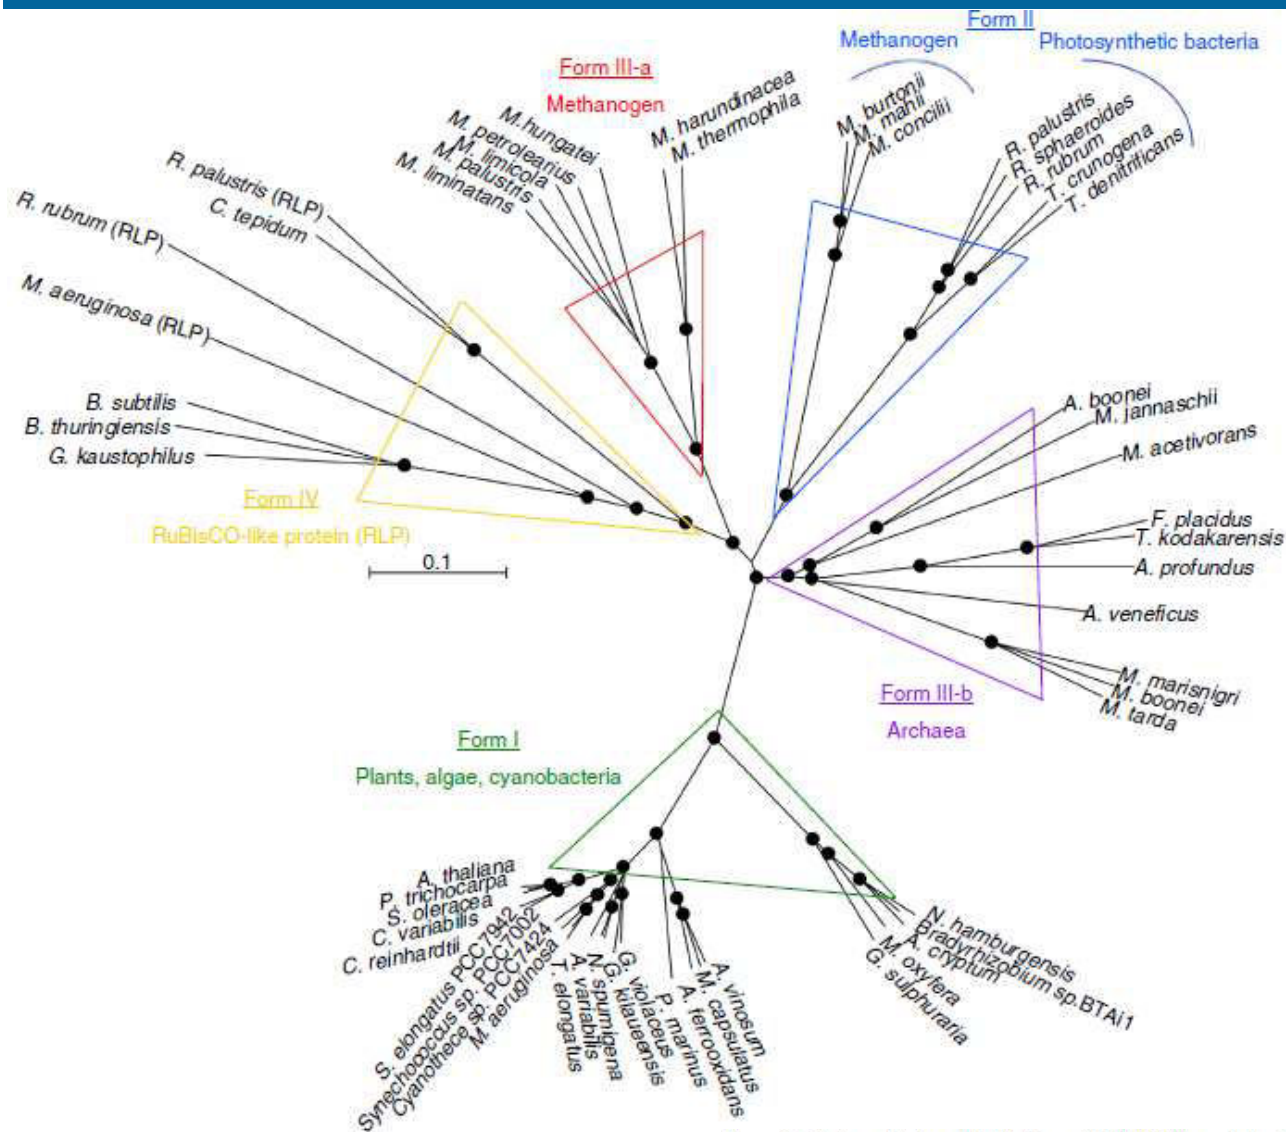 Form II
Methanogen
Photosynthetic bacteria
Form III-a
Methanogen
M. harundinacea
M. thermophila
M. burtonii
M. mahii
M. concilii
R. palustris
R. sphaeroides
R. rubrum
T. crunogena
T. denitrificans
M.hungatei
M. petrolearius
M. limicola
M. palustris
M. liminatans
R. palustris (RLP)
C. tepidum
R. rubrum (RLP)
M. aeruginosa (RLP)
B. subtilis
B. thuringiensis
G. kaustophilus
Form IV
RuBIsCO-like protein (RLP)
0.1
A. boonei
M. jannaschii
M. acetivorans
F. placidus
T. kodakarensis
A. profundus
A. veneficus
M. marisnigri
M. boonei
M. tarda
Form III-b
Archaea
Form I
Plants, algae, cyanobacteria
A. thaliana
P. trichocarpa
S. oleracea
C. variabilis
C. reinhardtii
S. elongatus PCC7942
Synechococcus sp. PCC7002
Cyanothece sp. PCC7424
M. aeruginosa
T. elongatus
A. variabilis
N. spumigena
G. kilaueensis
G. violaceus
P. marinus
A. ferrooxidans
M. capsulatus
A. vinosum
G. sulphuraria
M. oxyfera
A. cryptum
Bradyrhizobium sp.BTAi1
N. hamburgensis